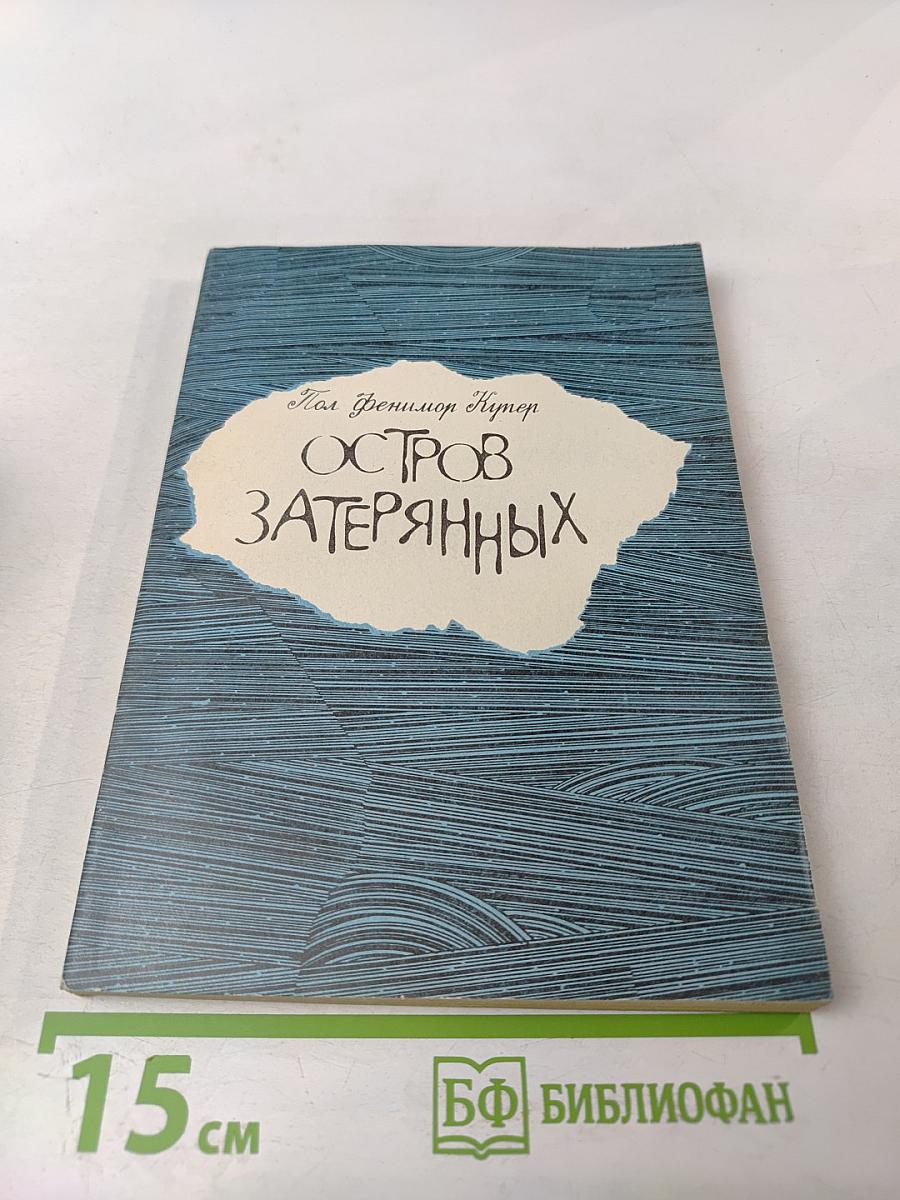 Пол Фенимор Купер
ОСТРОВ
ЗАТЕРЯННЫХ
15 см
БФ БИБЛИОФАН